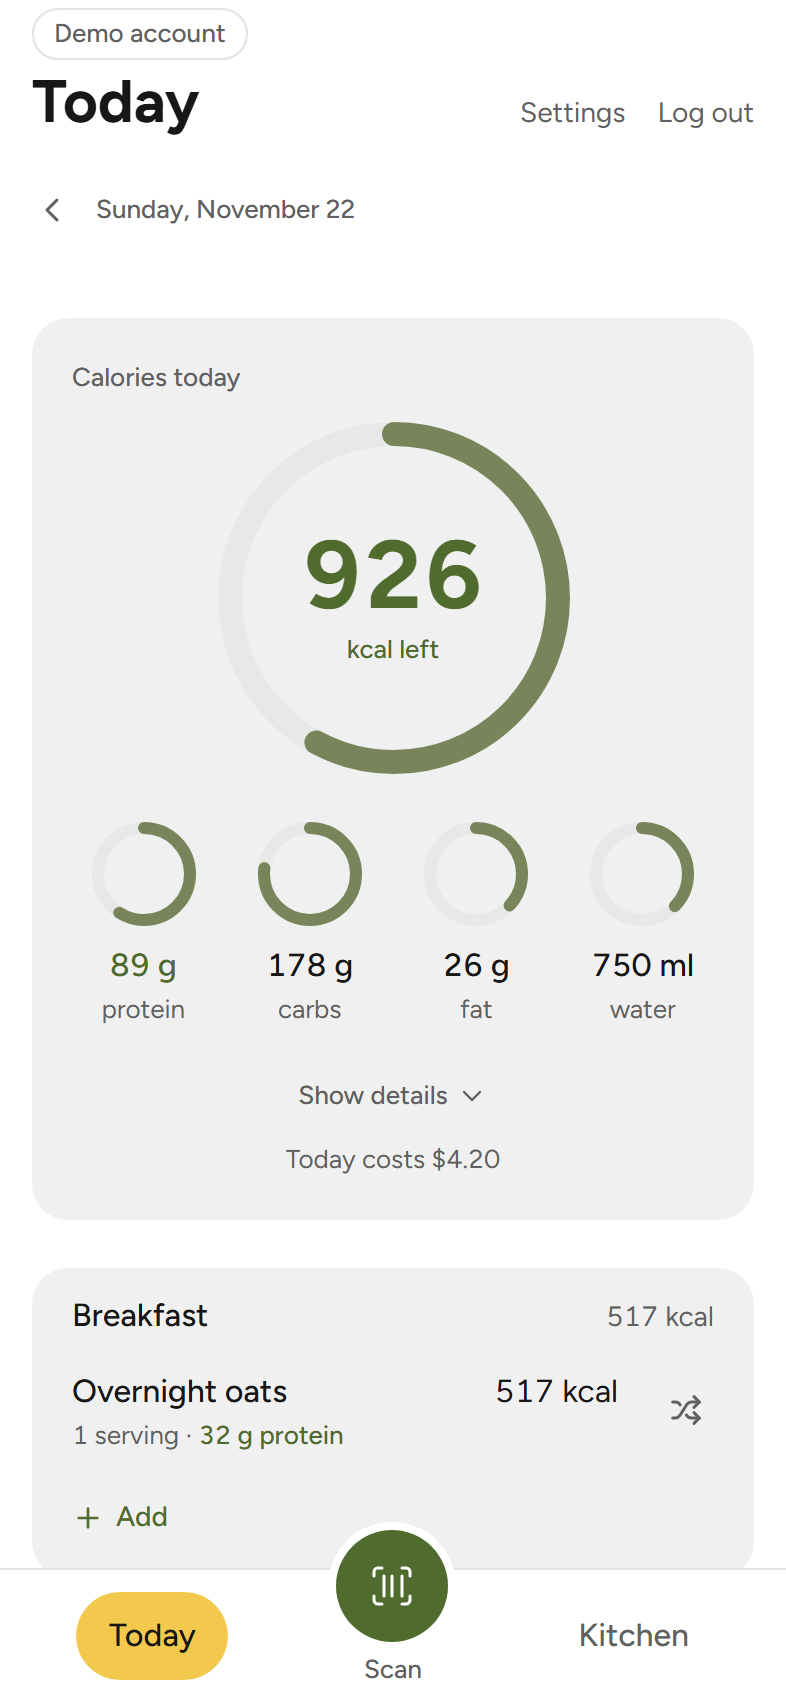 Demo account
Today
Settings
Log out
Sunday, November 22
Calories today
926
kcal left
89 g
protein
178 g
carbs
26 g
fat
750 ml
water
Show details
Today costs $4.20
Breakfast
517 kcal
Overnight oats
517 kcal
1 serving · 32 g protein
+ Add
Today
Scan
Kitchen